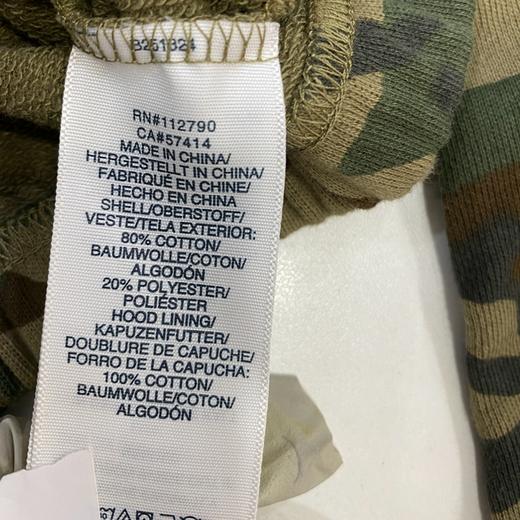 RN#112790
CA#57414
MADE IN CHINA/
HERGESTELLT IN CHINA/
FABRIQUÉ EN CHINE/
HECHO EN CHINA
SHELL/OBERSTOFF/
VESTE/TELA EXTERIOR:
80% COTTON/
BAUMWOLLE/COTON/
ALGODÓN
20% POLYESTER/
POLIÉSTER
HOOD LINING/
KAPUZENFUTTER/
DOUBLURE DE CAPUCHE/
FORRO DE LA CAPUCHA:
100% COTTON/
BAUMWOLLE/COTON/
ALGODÓN